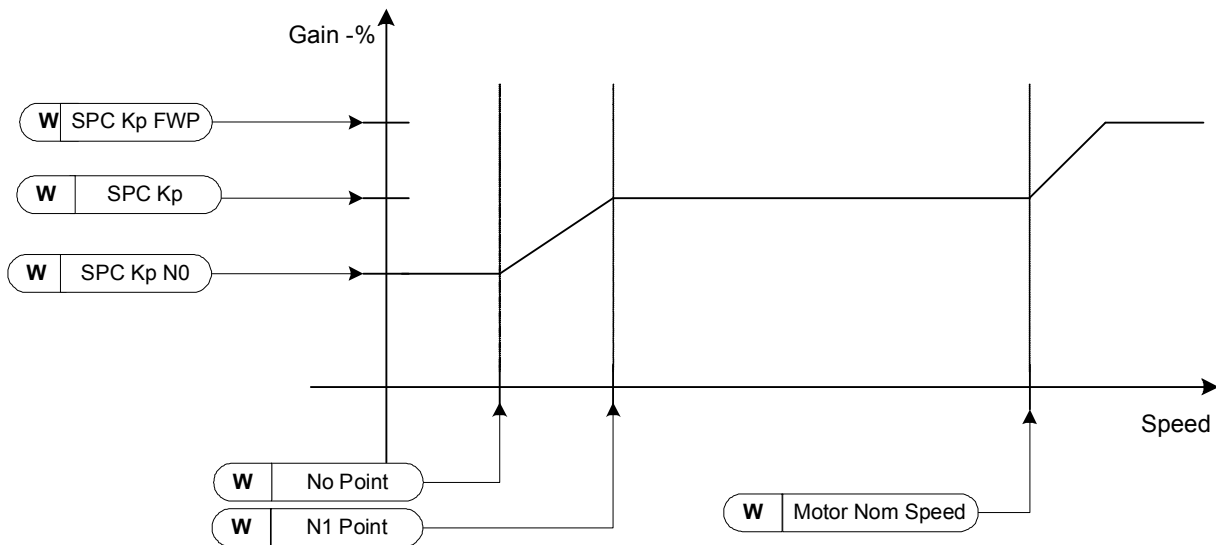 Gain -%
W SPC Kp FWP
W SPC Kp
W SPC Kp N0
Speed
W No Point
W N1 Point
W Motor Nom Speed